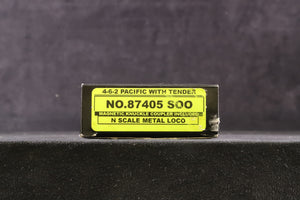 4-6-2 PACIFIC WITH TENDER
NO.87405 SOO
MAGNETIC KNUCKLE COUPLER INCLUDED
N SCALE METAL LOCO